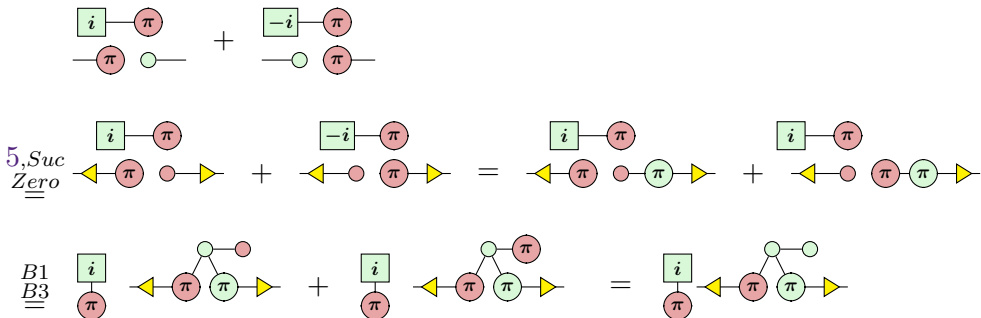 i π + −i π
π π
i π −i π i π i π
5,Suc Zero = π + π = π π + π π
B1 B3 = i π π π + i π π π π = i π π π